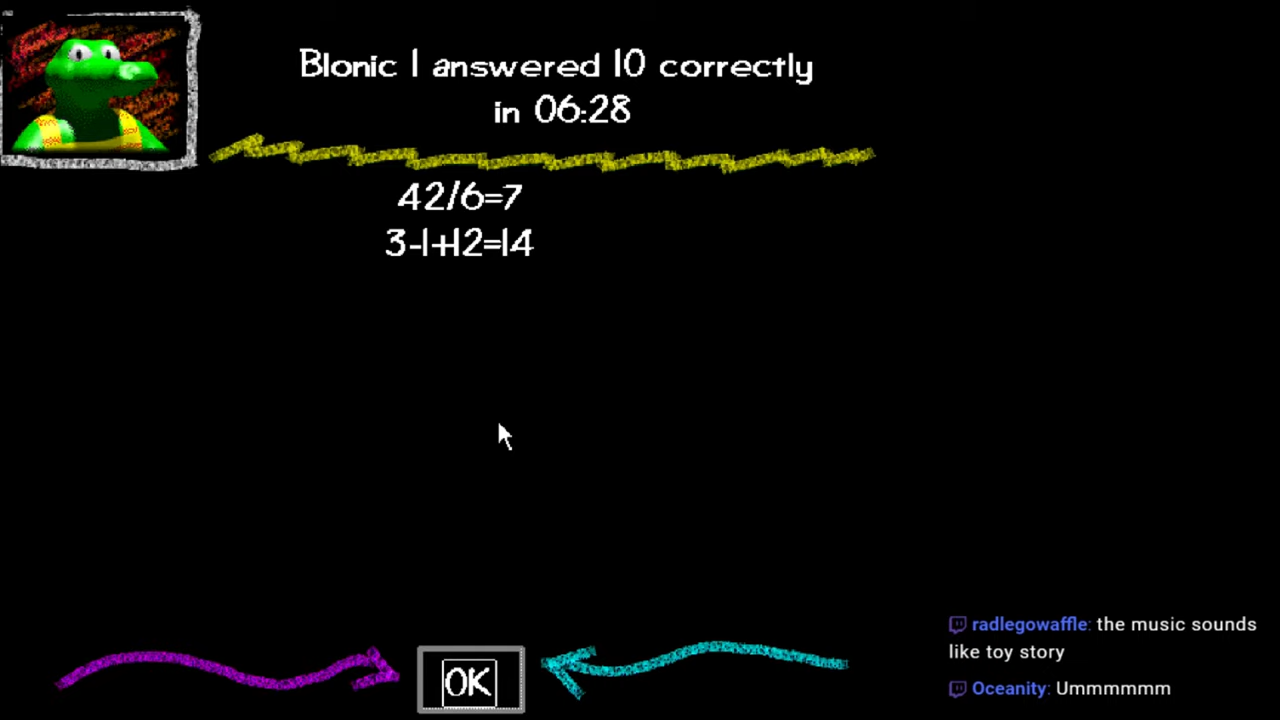 Blonic 1 answered 10 correctly
in 06:28
42/6=7
3-1+12=14
OK
radlegowaffle: the music sounds
like toy story
Oceanity: Ummmmmm